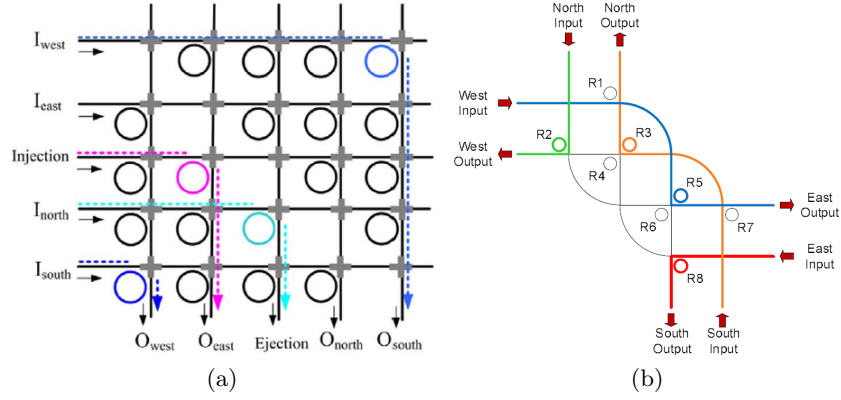 I_west
I_east
Injection
I_north
I_south
O_west
O_east
Ejection
O_north
O_south
(a)
North
Input
North
Output
West
Input
West
Output
R1
R2
R3
R4
R5
R6
R7
R8
East
Output
East
Input
South
Output
South
Input
(b)